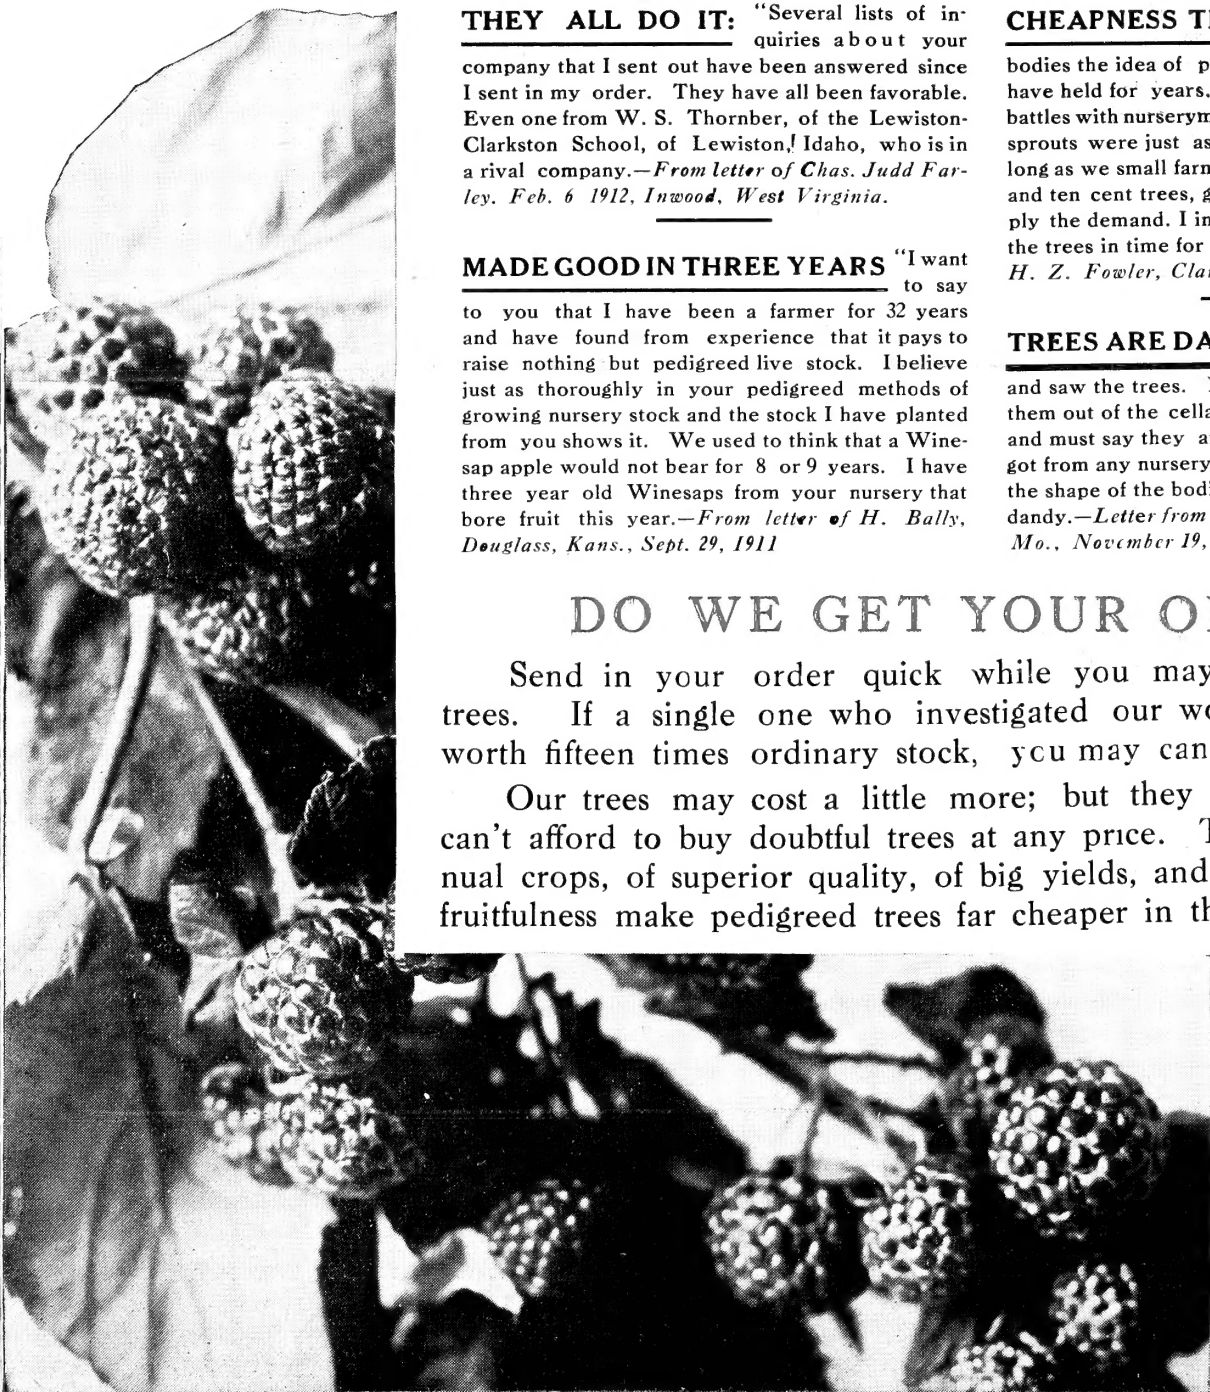 THEY ALL DO IT: "Several lists of in-
quiries about your
company that I sent out have been answered since
I sent in my order. They have all been favorable.
Even one from W. S. Thornber, of the Lewiston-
Clarkston School, of Lewiston, Idaho, who is in
a rival company.—From letter of Chas. Judd Far-
ley. Feb. 6 1912, Inwood, West Virginia.
MADE GOOD IN THREE YEARS "I want
to say
to you that I have been a farmer for 32 years
and have found from experience that it pays to
raise nothing but pedigreed live stock. I believe
just as thoroughly in your pedigreed methods of
growing nursery stock and the stock I have planted
from you shows it. We used to think that a Wine-
sap apple would not bear for 8 or 9 years. I have
three year old Winesaps from your nursery that
bore fruit this year.—From letter of H. Bally,
Douglass, Kans., Sept. 29, 1911
CHEAPNESS
bodies the idea of
have held for years.
battles with
sprouts were just as
long as we small
and ten cent trees,
ply the demand. I
the trees in time for
H. Z. Fowler,
TREES ARE
and saw the trees.
them out of the
and must say they
got from any nursery
the shape of the
dandy.—Letter from
Mo., November 19,
DO WE GET YOUR
Send in your order quick while you may
trees. If a single one who investigated our
worth fifteen times ordinary stock, ycu may can
Our trees may cost a little more; but they
can't afford to buy doubtful trees at any price.
nual crops, of superior quality, of big yields, and
fruitfulness make pedigreed trees far cheaper in